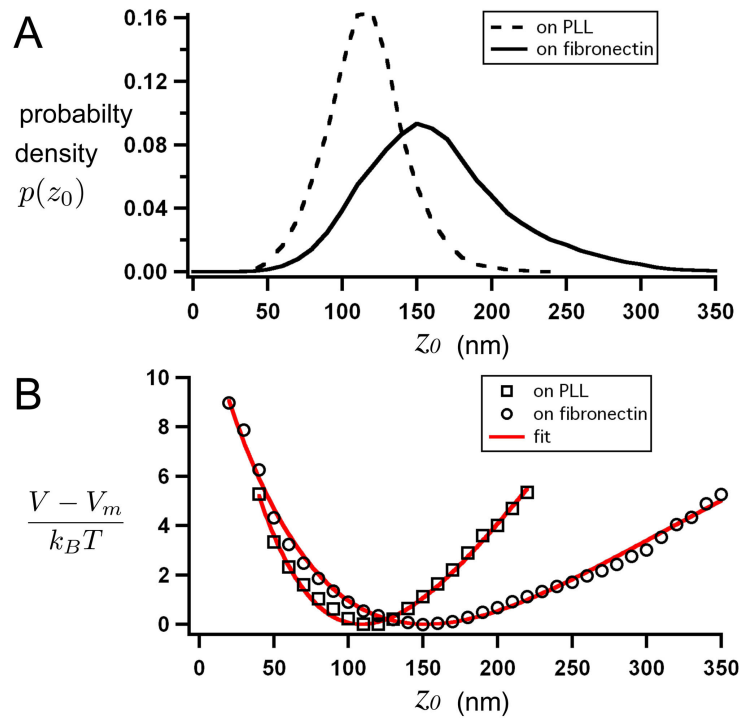 A
0.16
0.12
0.08
0.04
0.00
probabilty
density
p(z₀)
on PLL
on fibronectin
0 50 100 150 200 250 300 350
z₀ (nm)
B
10
8
6
4
2
0
V − Vₘ
k_BT
on PLL
on fibronectin
fit
0 50 100 150 200 250 300 350
z₀ (nm)